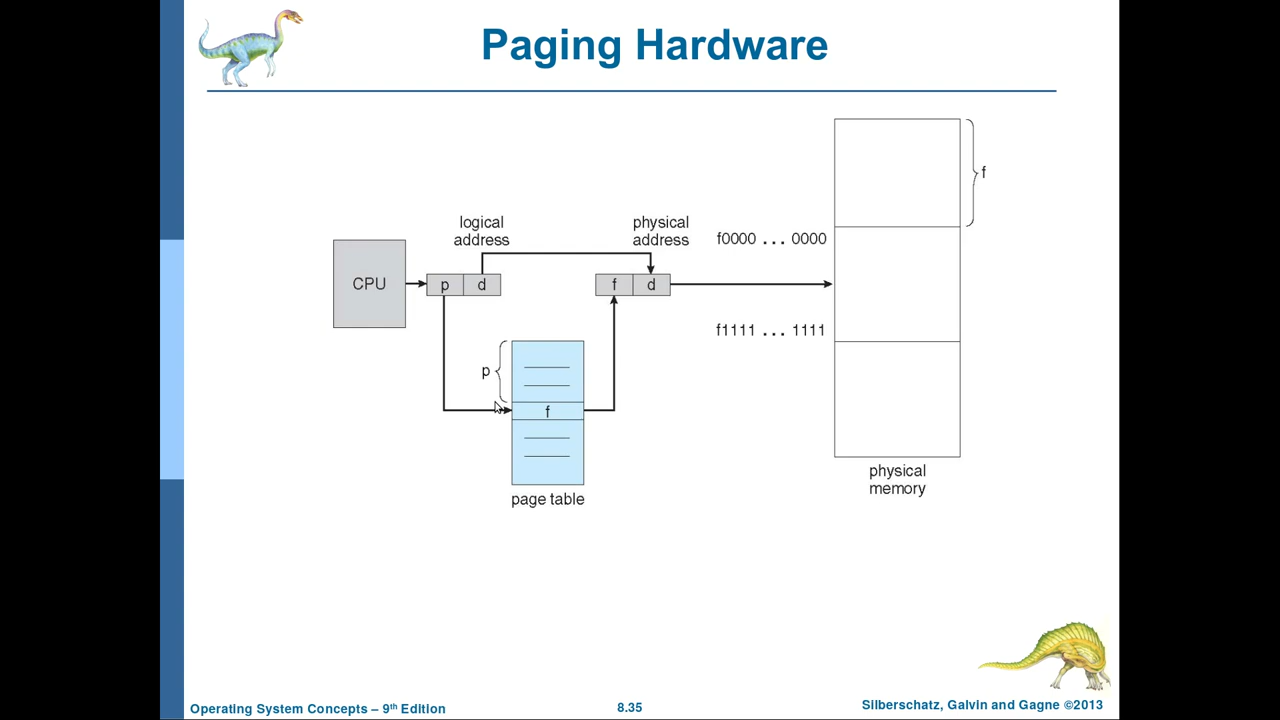 Paging Hardware
f
logical
address
physical
address
f0000 ... 0000
CPU
p
d
f
d
f1111 ... 1111
p
f
page table
physical
memory
Operating System Concepts – 9th Edition
8.35
Silberschatz, Galvin and Gagne ©2013